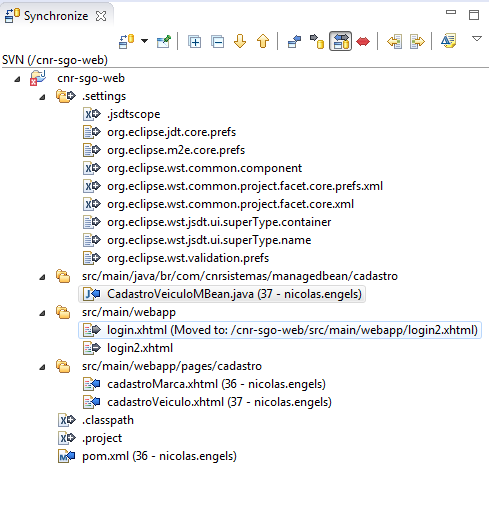 Synchronize
SVN (/cnr-sgo-web)
cnr-sgo-web
.settings
.jsdtscope
org.eclipse.jdt.core.prefs
org.eclipse.m2e.core.prefs
org.eclipse.wst.common.component
org.eclipse.wst.common.project.facet.core.prefs.xml
org.eclipse.wst.common.project.facet.core.xml
org.eclipse.wst.jsdt.ui.superType.container
org.eclipse.wst.jsdt.ui.superType.name
org.eclipse.wst.validation.prefs
src/main/java/br/com/cnrsistemas/managedbean/cadastro
CadastroVeiculoMBean.java (37 - nicolas.engels)
src/main/webapp
login.xhtml (Moved to: /cnr-sgo-web/src/main/webapp/login2.xhtml)
login2.xhtml
src/main/webapp/pages/cadastro
cadastroMarca.xhtml (36 - nicolas.engels)
cadastroVeiculo.xhtml (37 - nicolas.engels)
.classpath
.project
pom.xml (36 - nicolas.engels)